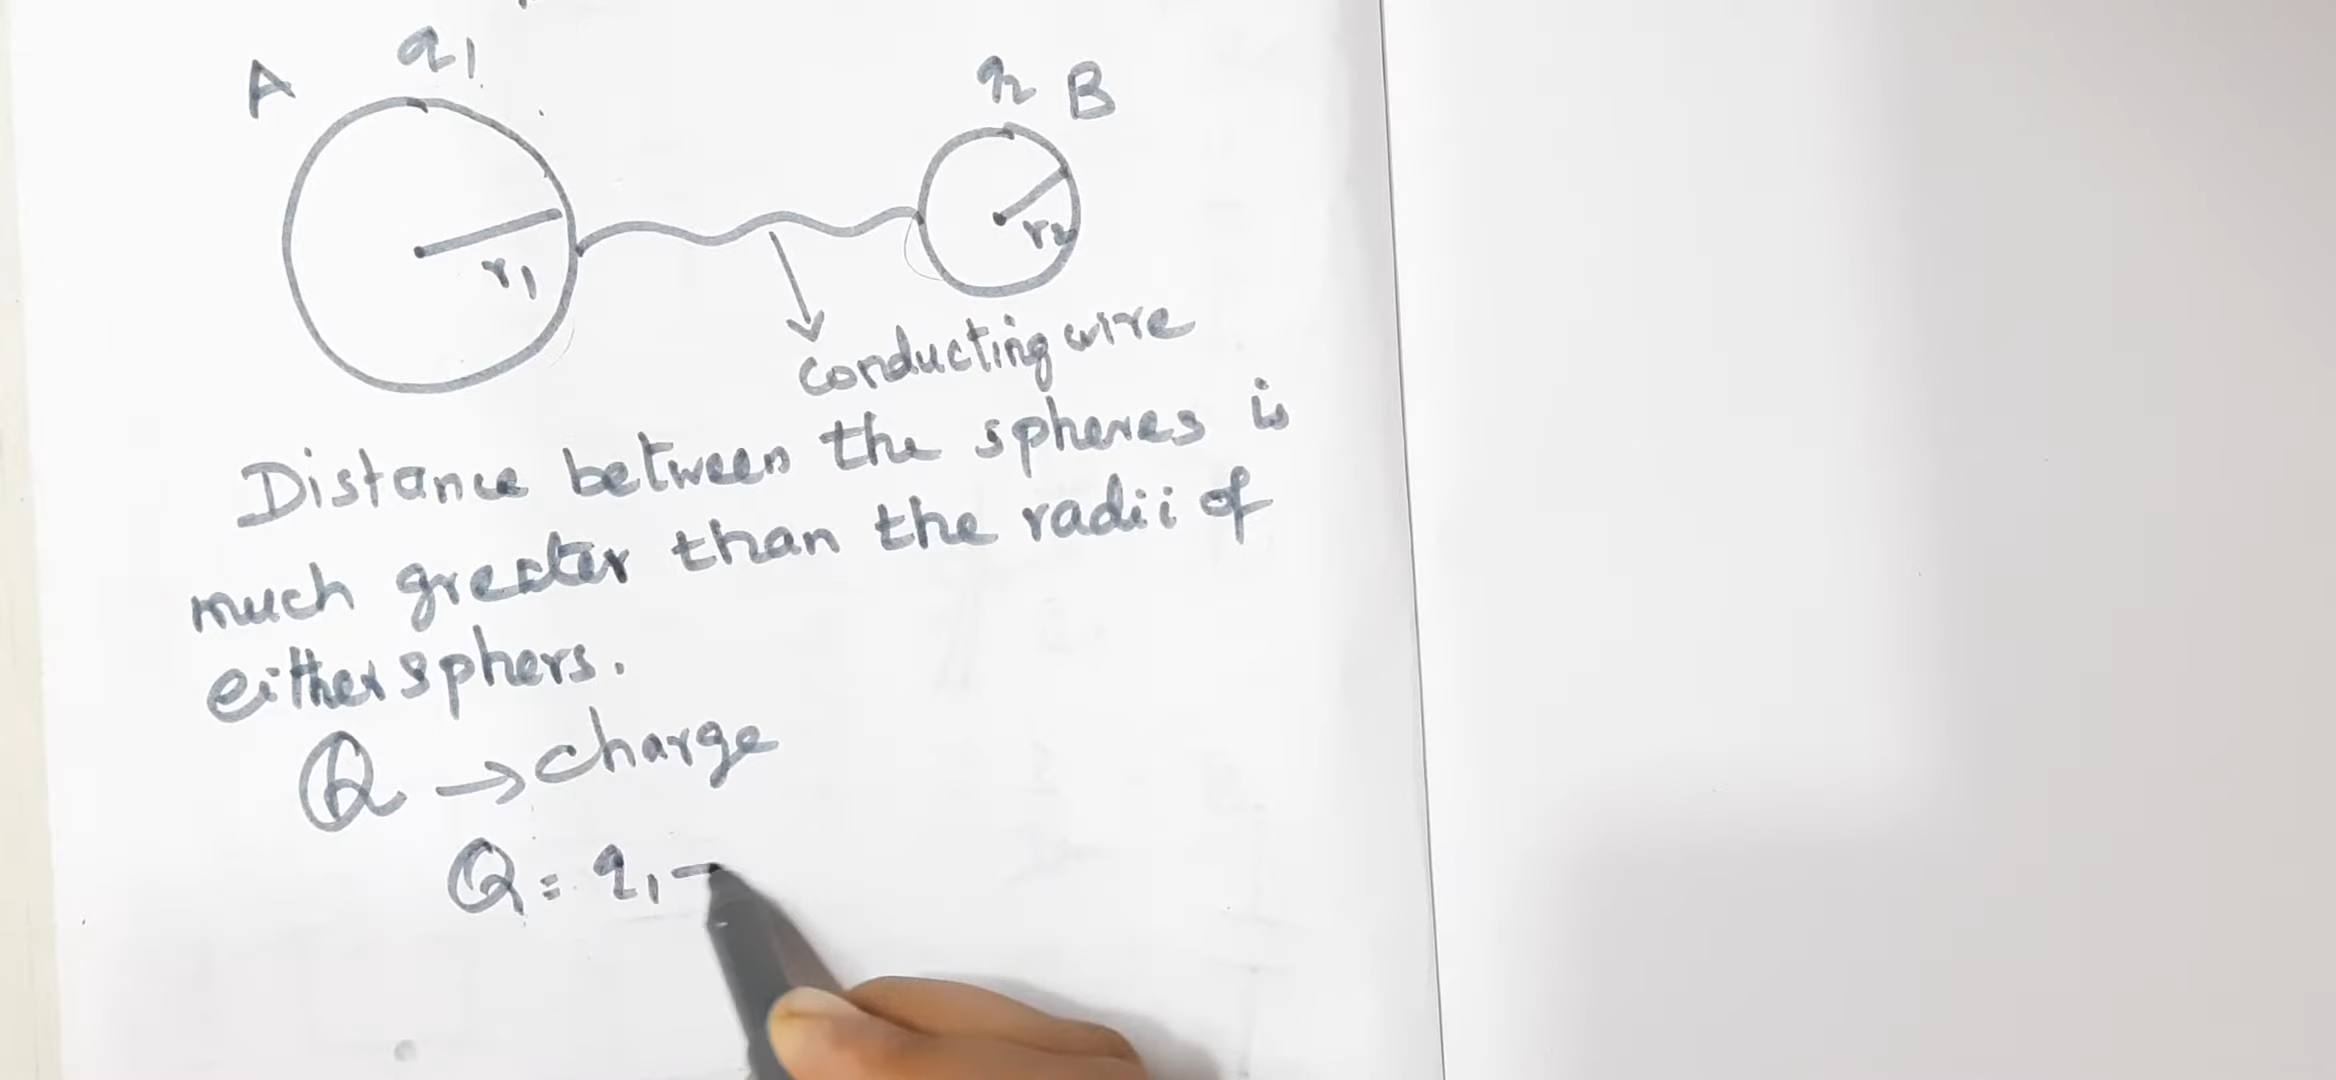 A q1 q2 B
r1 r2
conducting wire
Distance between the spheres is
much greater than the radii of
either sphers.
Q → charge
Q = q1 -